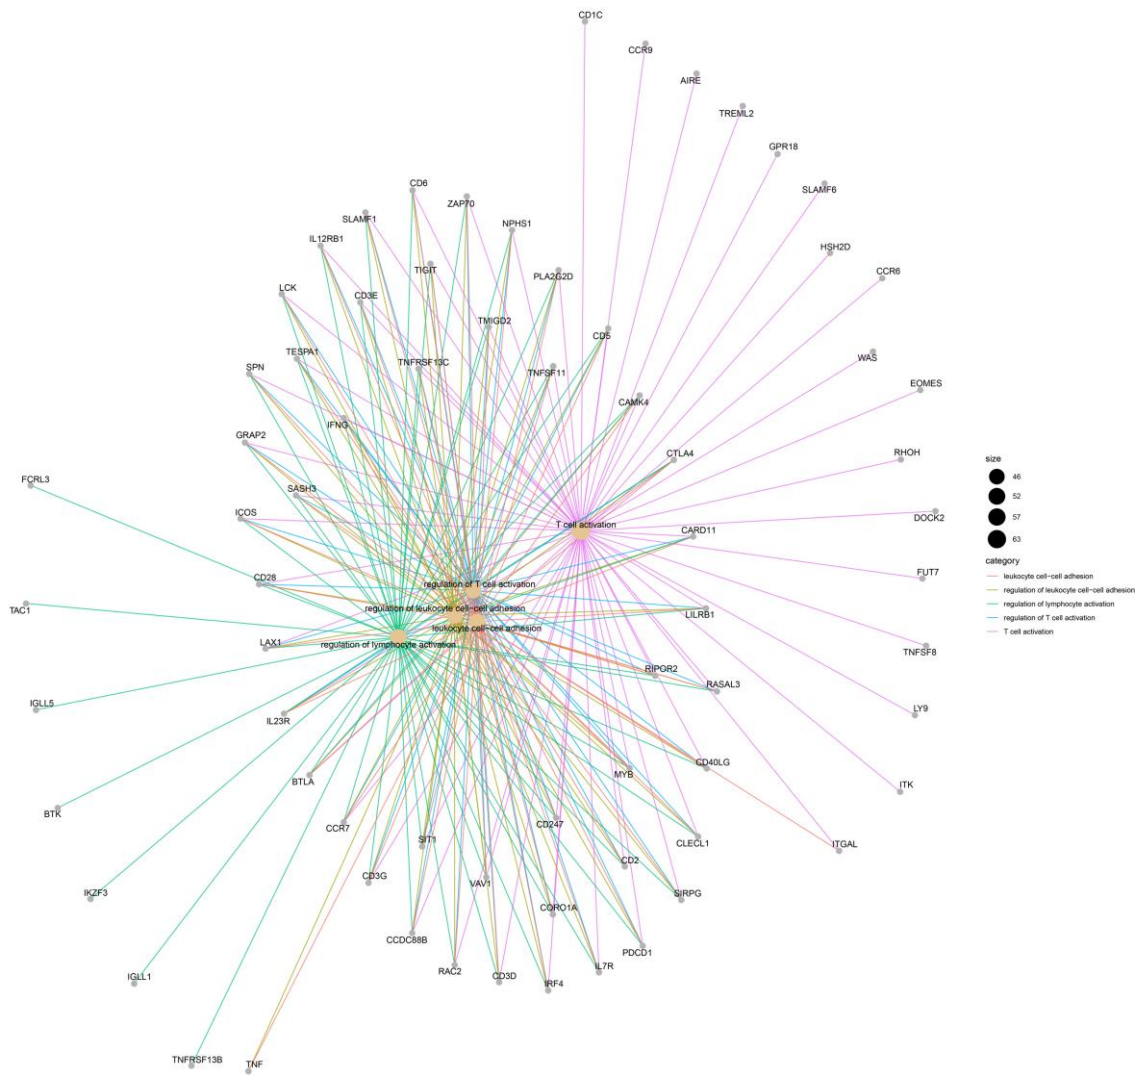 CD1C
CCR9
AIRE
TREML2
GPR18
SLAMF6
CD6
ZAP70
SLAMF1
NPHS1
IL12RB1
HSH2D
TIGIT
PLA2G2D
CCR6
LCK
CD3E
TMIGD2
CD5
TESPA1
TNFRSF13C
WAS
SPN
TNFSF11
EOMES
CAMK4
IFNG
GRAP2
CTLA4
RHOH
size
46
52
57
63
FCRL3
SASH3
ICOS
T cell activation
DOCK2
CARD11
category
leukocyte cell-cell adhesion
regulation of leukocyte cell-cell adhesion
regulation of lymphocyte activation
regulation of T cell activation
T cell activation
FUT7
CD28
regulation of T cell activation
TAC1
regulation of leukocyte cell-cell adhesion
LILRB1
leukocyte cell-cell adhesion
LAX1
regulation of lymphocyte activation
TNFSF8
RIPOR2
RASAL3
IGLL5
IL23R
LY9
CD40LG
MYB
BTLA
ITK
BTK
CCR7
SIT1
CD247
CLECL1
ITGAL
CD2
CD3G
VAV1
SIRPG
IKZF3
CORO1A
CCDC88B
PDCD1
RAC2
CD3D
IL7R
IRF4
IGLL1
TNFRSF13B
TNF